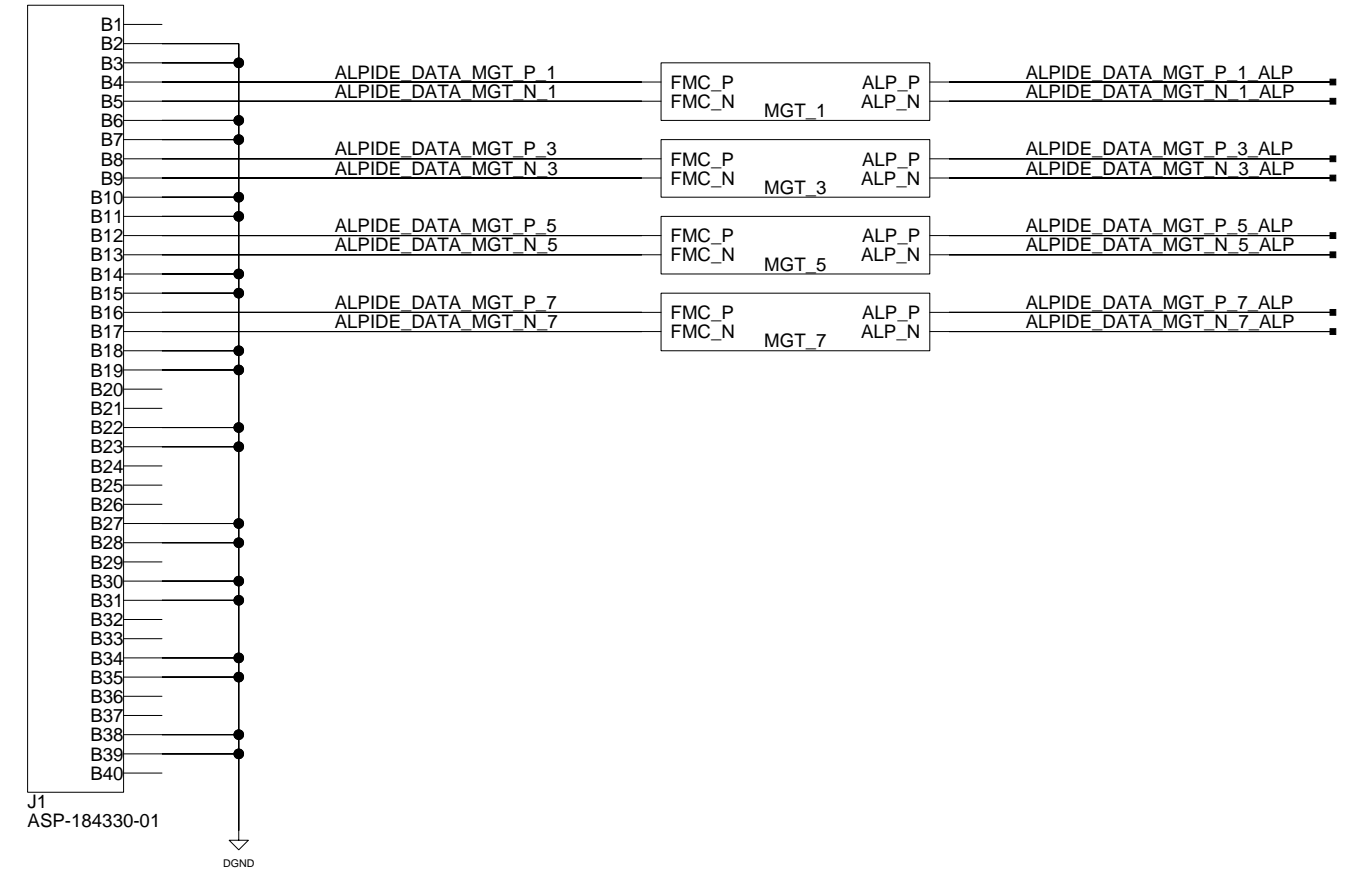 B1
B2
B3
B4 ALPIDE_DATA_MGT_P_1 FMC_P ALP_P ALPIDE_DATA_MGT_P_1_ALP
B5 ALPIDE_DATA_MGT_N_1 FMC_N ALP_N ALPIDE_DATA_MGT_N_1_ALP
MGT_1
B6
B7
B8 ALPIDE_DATA_MGT_P_3 FMC_P ALP_P ALPIDE_DATA_MGT_P_3_ALP
B9 ALPIDE_DATA_MGT_N_3 FMC_N ALP_N ALPIDE_DATA_MGT_N_3_ALP
MGT_3
B10
B11
B12 ALPIDE_DATA_MGT_P_5 FMC_P ALP_P ALPIDE_DATA_MGT_P_5_ALP
B13 ALPIDE_DATA_MGT_N_5 FMC_N ALP_N ALPIDE_DATA_MGT_N_5_ALP
MGT_5
B14
B15
B16 ALPIDE_DATA_MGT_P_7 FMC_P ALP_P ALPIDE_DATA_MGT_P_7_ALP
B17 ALPIDE_DATA_MGT_N_7 FMC_N ALP_N ALPIDE_DATA_MGT_N_7_ALP
MGT_7
B18
B19
B20
B21
B22
B23
B24
B25
B26
B27
B28
B29
B30
B31
B32
B33
B34
B35
B36
B37
B38
B39
B40
J1
ASP-184330-01
DGND